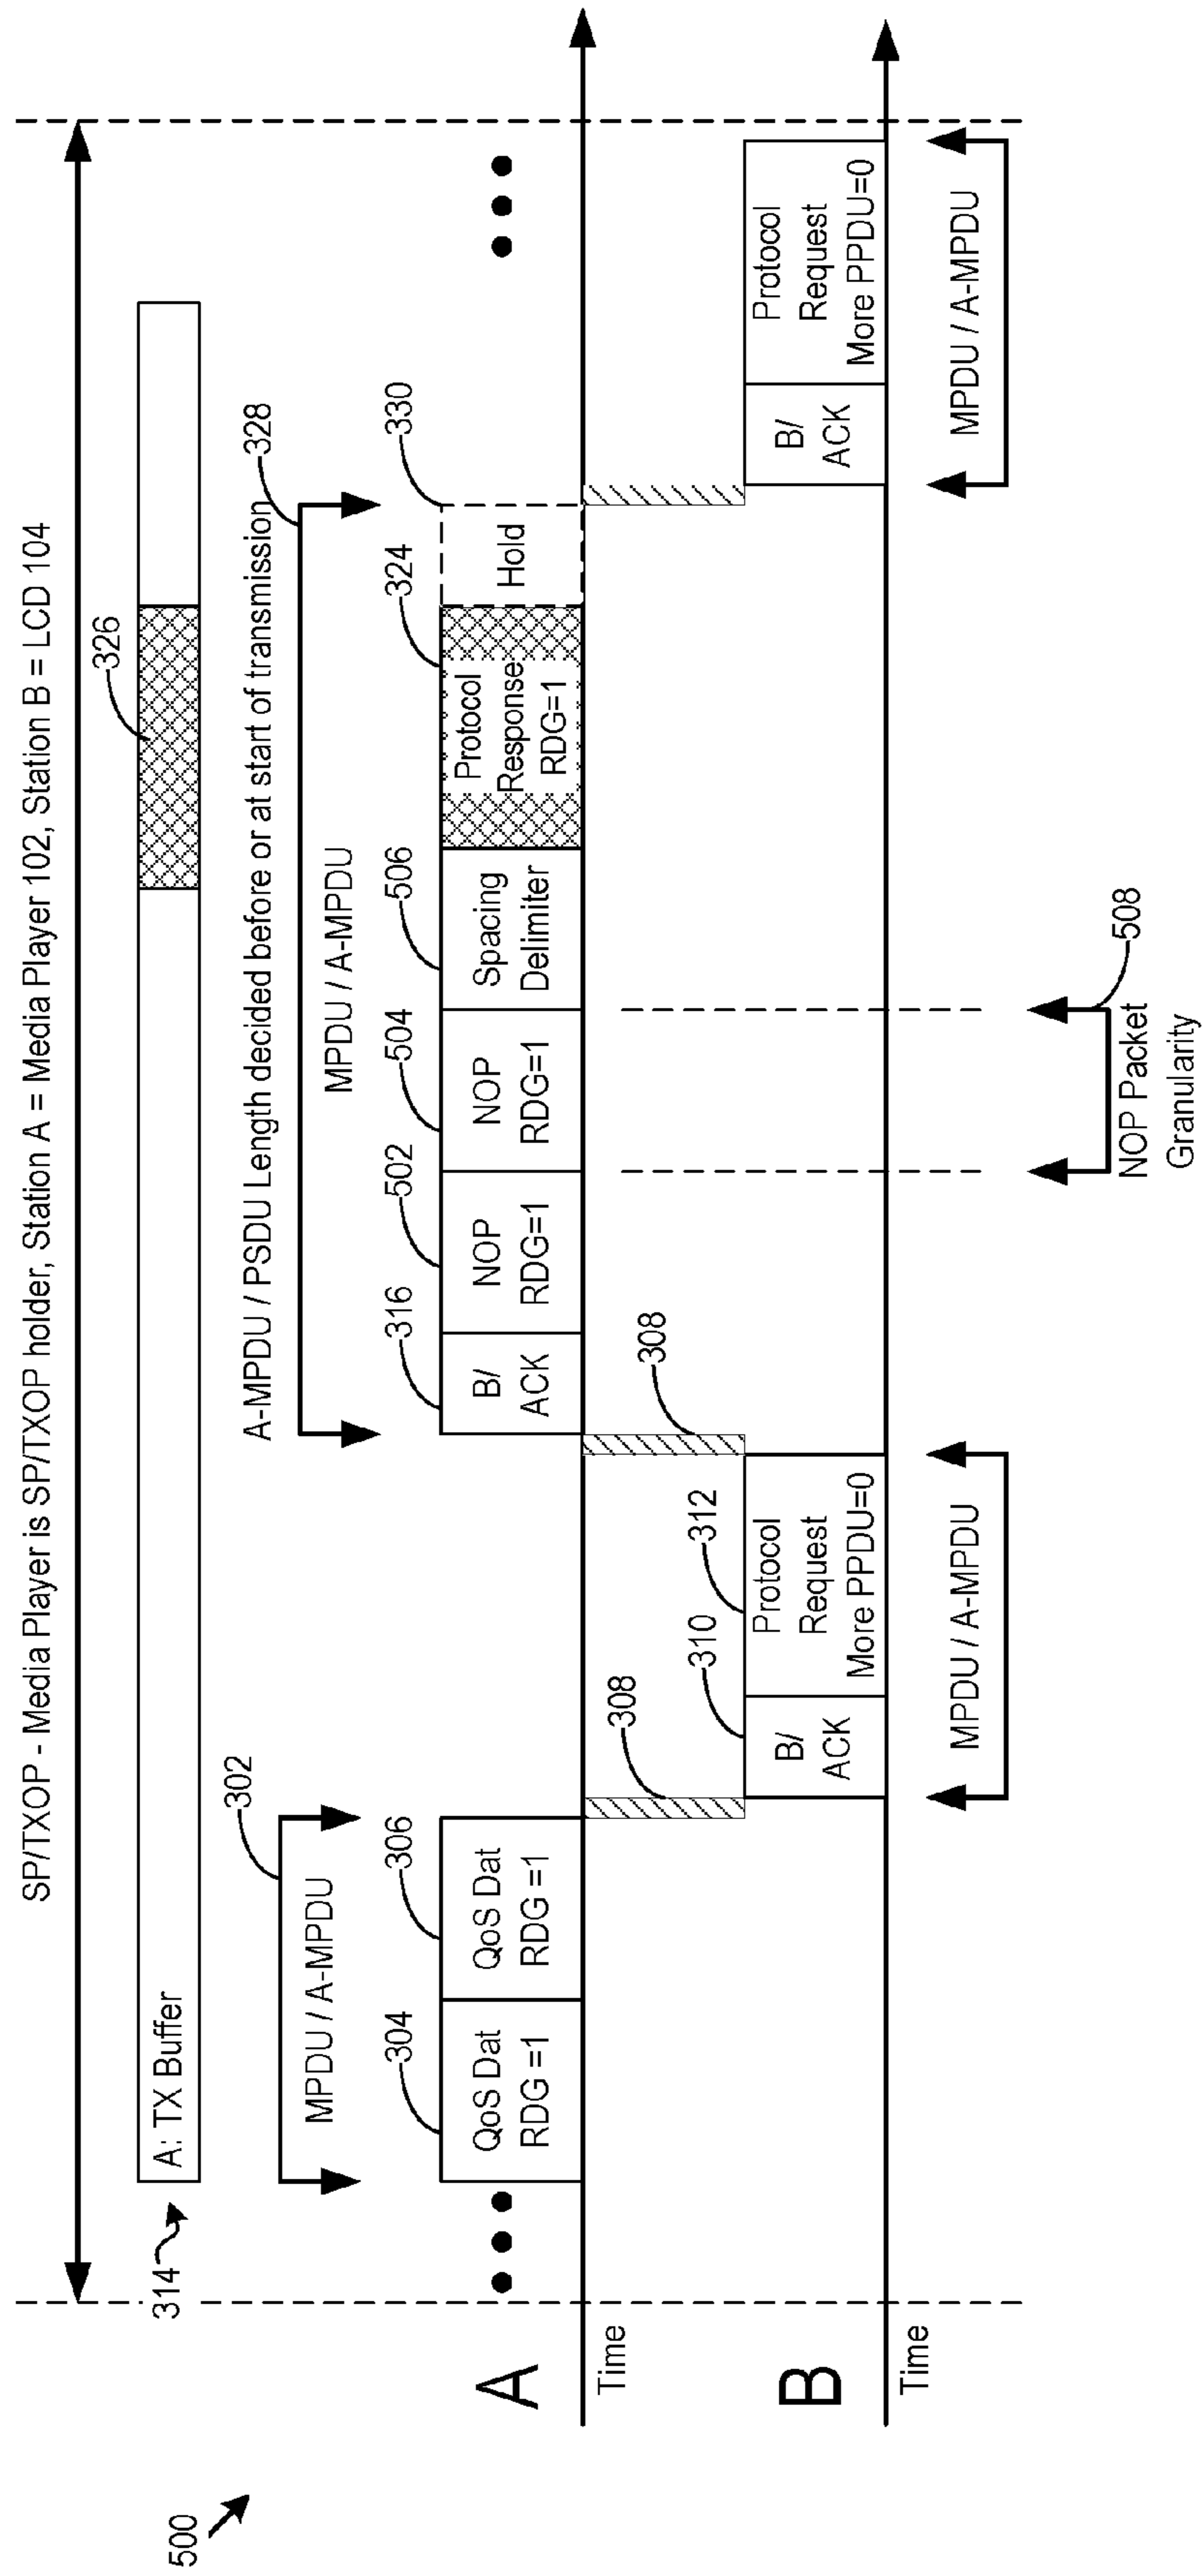 500
SP/TXOP - Media Player is SP/TXOP holder, Station A = Media Player 102, Station B = LCD 104
314
A: TX Buffer
326
302
MPDU / A-MPDU
A-MPDU / PSDU Length decided before or at start of transmission
328
MPDU / A-MPDU
304
306
316
502
504
506
324
330
A
QoS Dat
RDG =1
QoS Dat
RDG =1
B/
ACK
NOP
RDG=1
NOP
RDG=1
Spacing
Delimiter
Protocol
Response
RDG=1
Hold
Time
308
308
310
312
B
B/
ACK
Protocol
Request
More PPDU=0
B/
ACK
Protocol
Request
More PPDU=0
Time
MPDU / A-MPDU
MPDU / A-MPDU
508
NOP Packet
Granularity